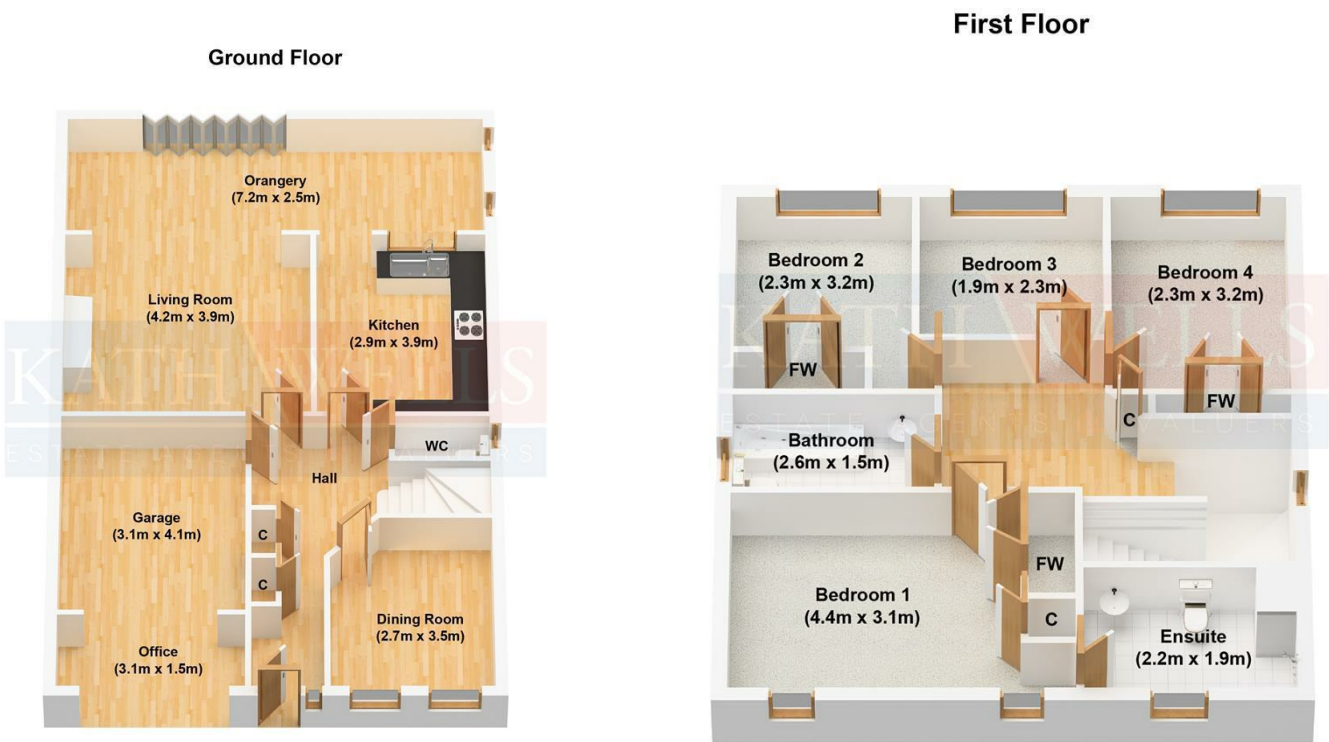 Ground Floor
Orangery
(7.2m x 2.5m)
Living Room
(4.2m x 3.9m)
Kitchen
(2.9m x 3.9m)
WC
Hall
Garage
(3.1m x 4.1m)
C
C
Dining Room
(2.7m x 3.5m)
Office
(3.1m x 1.5m)
KATH WELLS
ESTATE AGENTS VALUERS
First Floor
Bedroom 2
(2.3m x 3.2m)
Bedroom 3
(1.9m x 2.3m)
Bedroom 4
(2.3m x 3.2m)
FW
FW
C
Bathroom
(2.6m x 1.5m)
FW
Bedroom 1
(4.4m x 3.1m)
C
Ensuite
(2.2m x 1.9m)
KATH WELLS
ESTATE AGENTS VALUERS